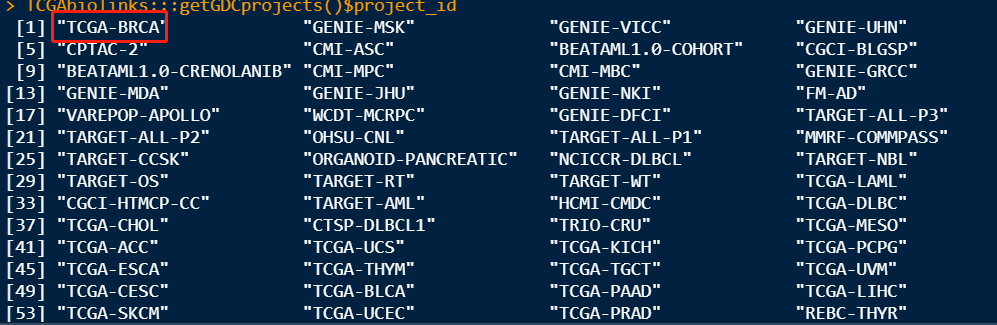 > TCGAbiolinks:::getGDCprojects()$project_id
[1] "TCGA-BRCA" "GENIE-MSK" "GENIE-VICC" "GENIE-UHN"
[5] "CPTAC-2" "CMI-ASC" "BEATAML1.0-COHORT" "CGCI-BLGSP"
[9] "BEATAML1.0-CRENOLANIB" "CMI-MPC" "CMI-MBC" "GENIE-GRCC"
[13] "GENIE-MDA" "GENIE-JHU" "GENIE-NKI" "FM-AD"
[17] "VAREPOP-APOLLO" "WCDT-MCRPC" "GENIE-DFCI" "TARGET-ALL-P3"
[21] "TARGET-ALL-P2" "OHSU-CNL" "TARGET-ALL-P1" "MMRF-COMMPASS"
[25] "TARGET-CCSK" "ORGANOID-PANCREATIC" "NCICCR-DLBCL" "TARGET-NBL"
[29] "TARGET-OS" "TARGET-RT" "TARGET-WT" "TCGA-LAML"
[33] "CGCI-HTMCP-CC" "TARGET-AML" "HCMI-CMDC" "TCGA-DLBC"
[37] "TCGA-CHOL" "CTSP-DLBCL1" "TRIO-CRU" "TCGA-MESO"
[41] "TCGA-ACC" "TCGA-UCS" "TCGA-KICH" "TCGA-PCPG"
[45] "TCGA-ESCA" "TCGA-THYM" "TCGA-TGCT" "TCGA-UVM"
[49] "TCGA-CESC" "TCGA-BLCA" "TCGA-PAAD" "TCGA-LIHC"
[53] "TCGA-SKCM" "TCGA-UCEC" "TCGA-PRAD" "REBC-THYR"